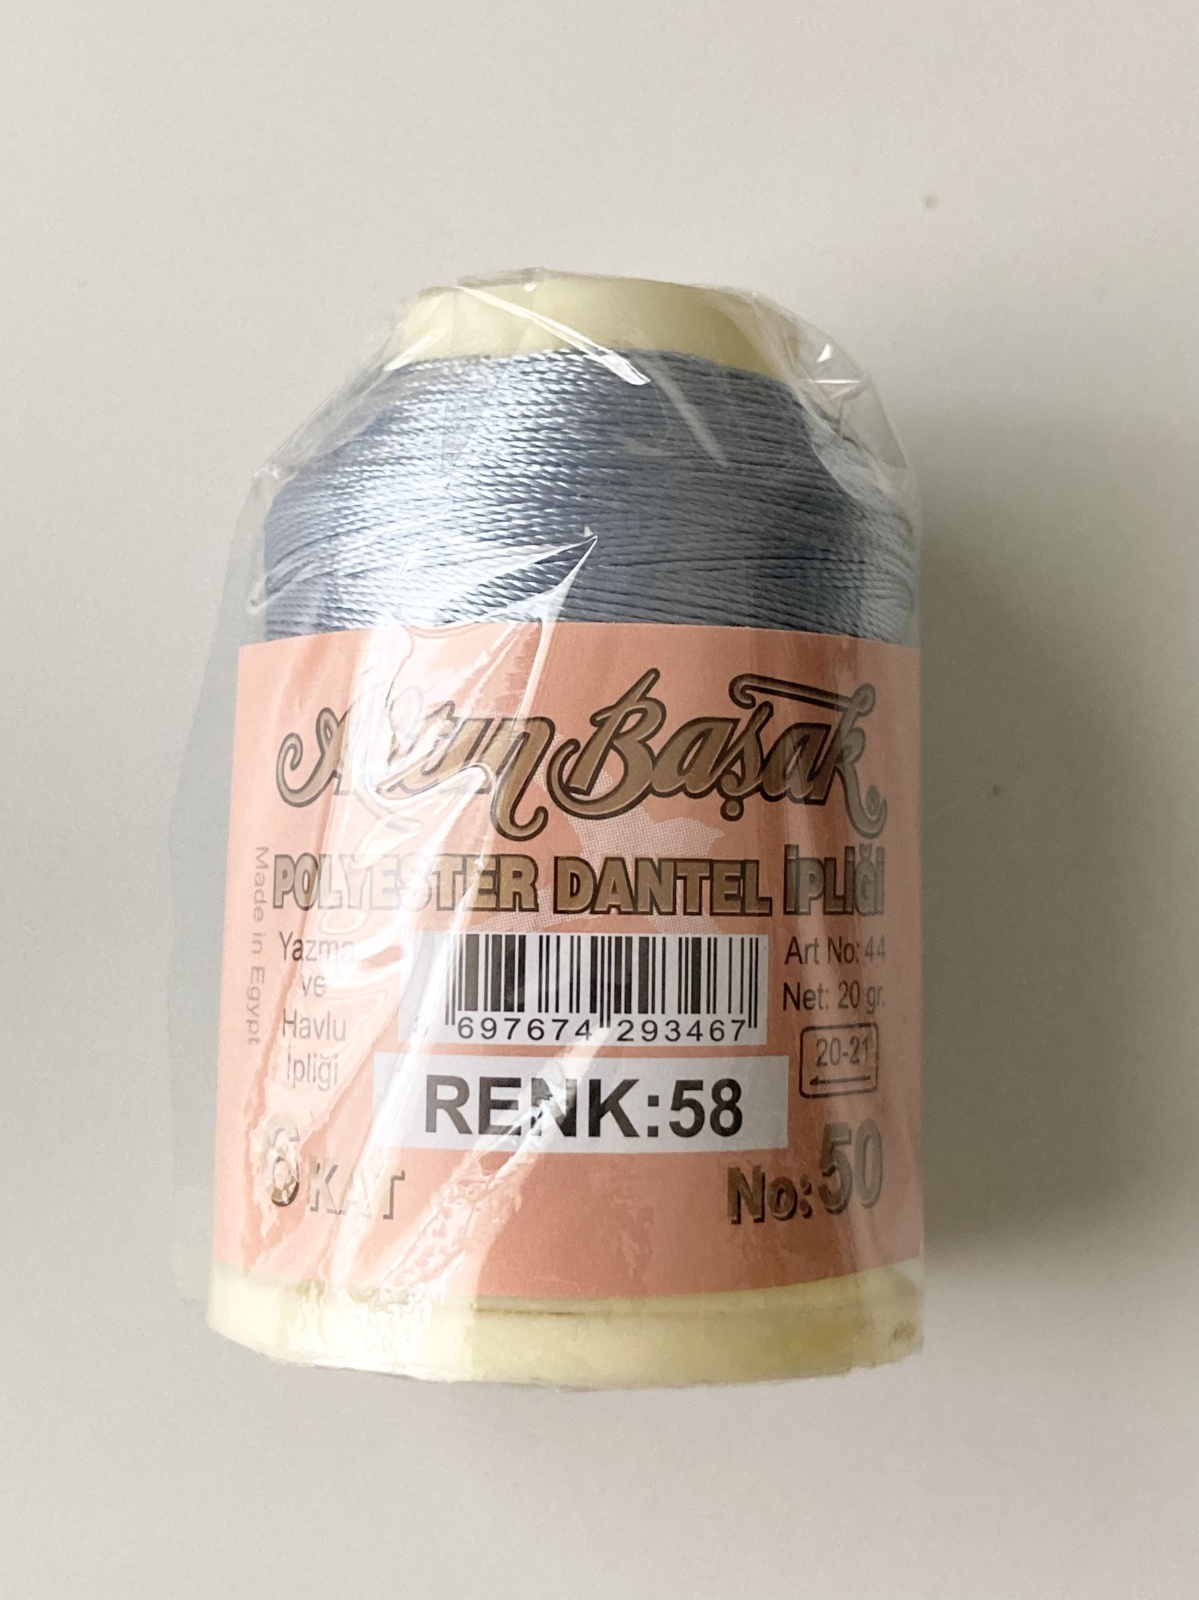 Altın Başak®
POLYESTER DANTEL İPLİĞİ
Made in Egypt
Yazma
ve
Havlu
İpliği
8 697674 293467
Art No: 44
Net: 20 gr.
20-21
RENK:58
6 KAT
No:50